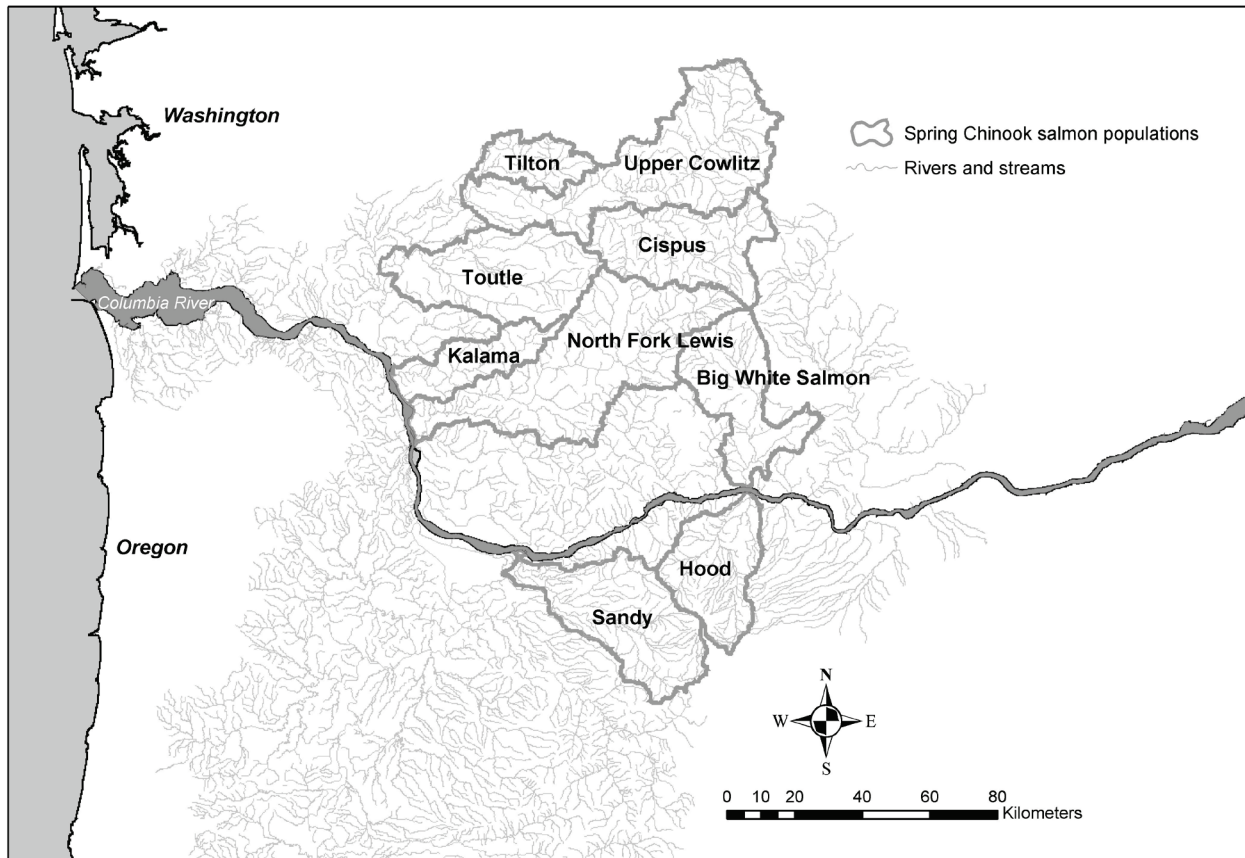 Washington
Spring Chinook salmon populations
Rivers and streams
Tilton
Upper Cowlitz
Cispus
Toutle
Columbia River
North Fork Lewis
Kalama
Big White Salmon
Oregon
Hood
Sandy
N
W
E
S
0 10 20 40 60 80
Kilometers